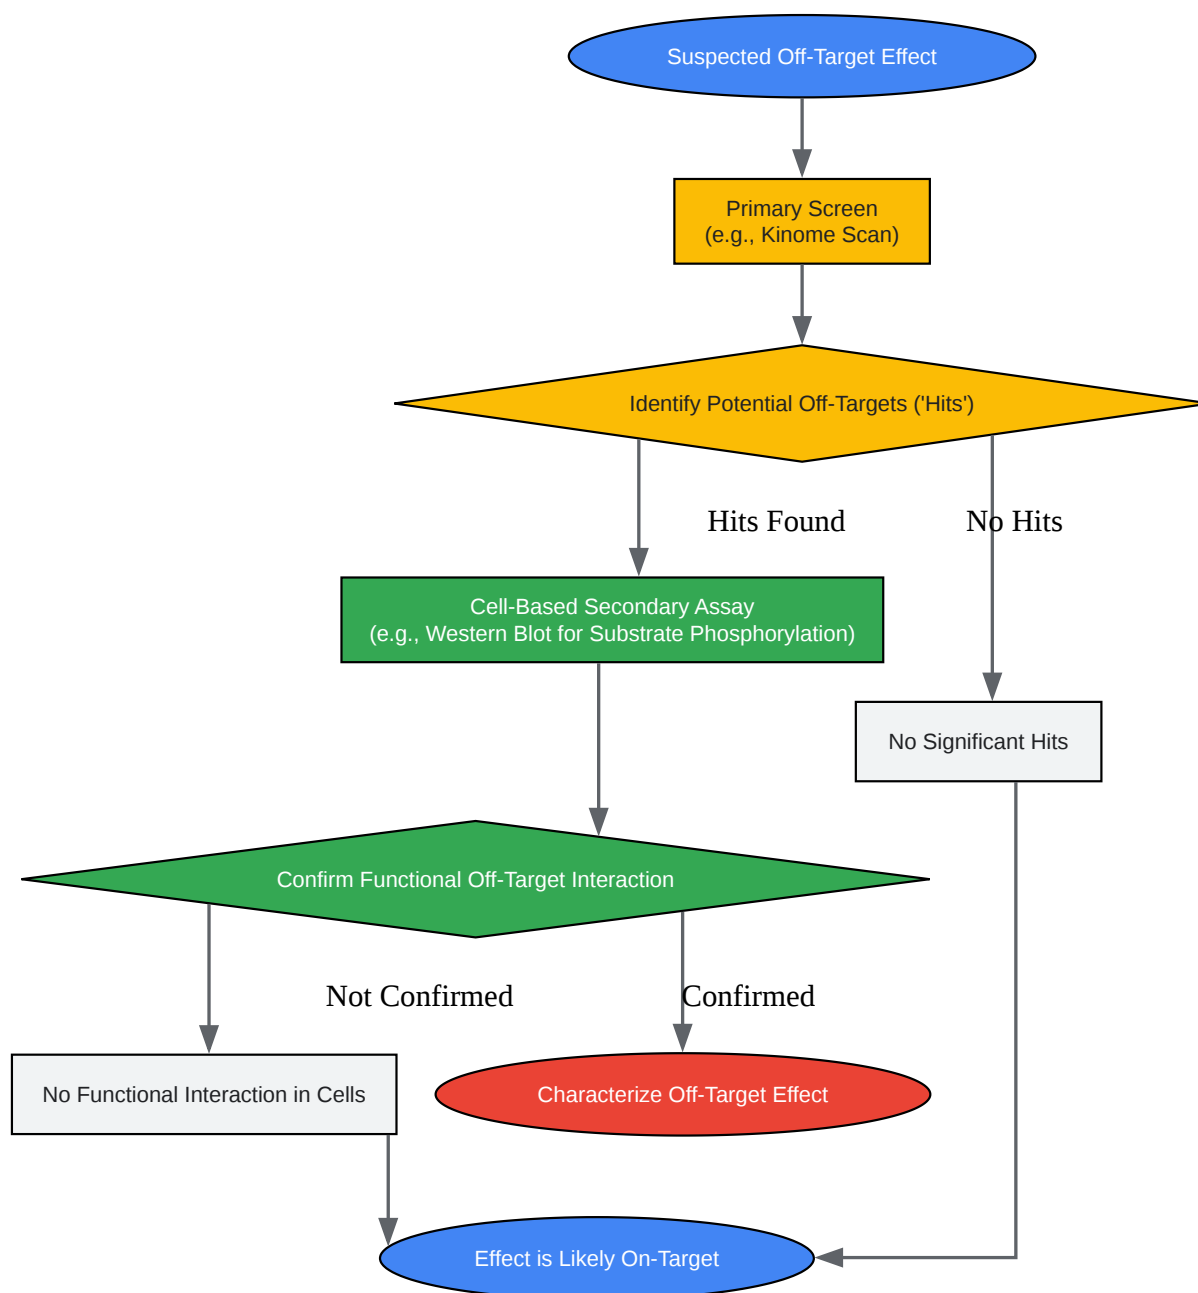 Suspected Off-Target Effect
Primary Screen
(e.g., Kinome Scan)
Identify Potential Off-Targets ('Hits')
Hits Found
No Hits
Cell-Based Secondary Assay
(e.g., Western Blot for Substrate Phosphorylation)
No Significant Hits
Confirm Functional Off-Target Interaction
Not Confirmed
Confirmed
No Functional Interaction in Cells
Characterize Off-Target Effect
Effect is Likely On-Target